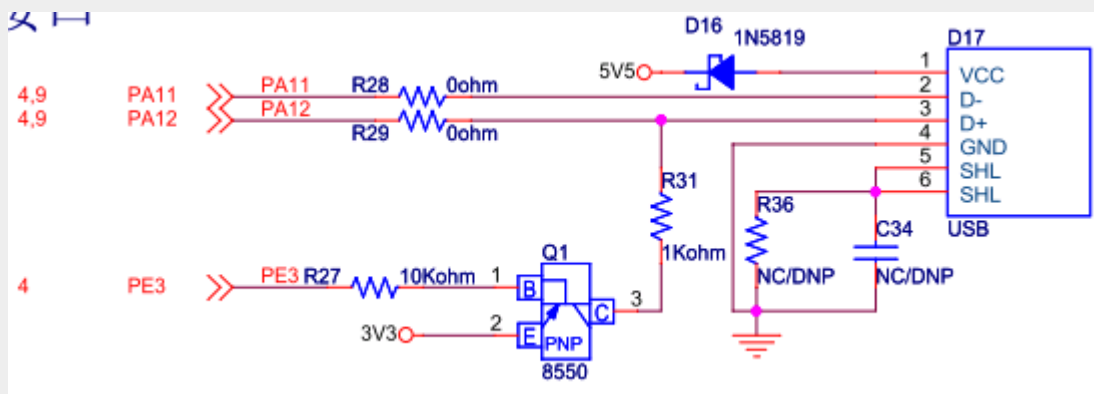 口
D16
1N5819
D17
5V5
1
VCC
4,9
PA11
PA11
R28
0ohm
2
D-
4,9
PA12
PA12
R29
0ohm
3
D+
4
GND
5
SHL
6
SHL
USB
R31
1Kohm
R36
NC/DNP
C34
NC/DNP
Q1
4
PE3
PE3
R27
10Kohm
1
B
3
C
3V3
2
E
PNP
8550